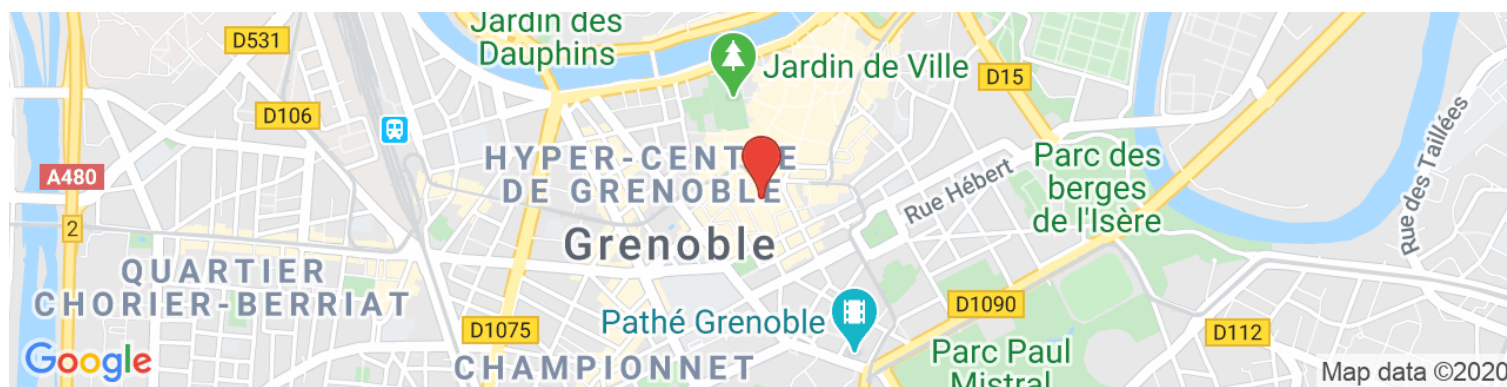 Jardin des
Dauphins
D531
Jardin de Ville
D15
D106
HYPER-CENTRE
DE GRENOBLE
A480
2
Parc des
berges
de l'Isère
Rue Hébert
Rue des Taillées
Grenoble
QUARTIER
CHORIER-BERRIAT
D1090
Pathé Grenoble
D1075
D112
CHAMPIONNET
Parc Paul
Mistral
Google
Map data ©2020